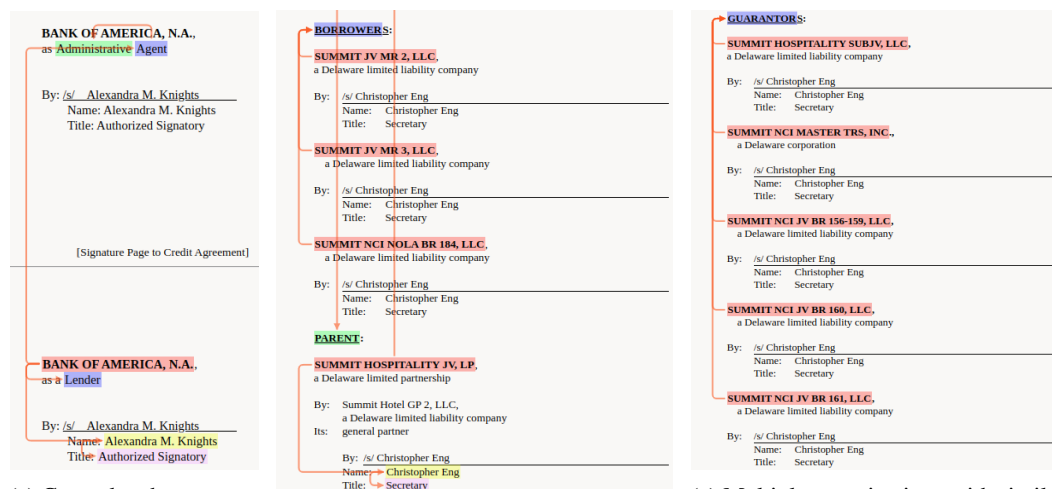 BANK OF AMERICA, N.A.,
as Administrative Agent
By: /s/ Alexandra M. Knights
Name: Alexandra M. Knights
Title: Authorized Signatory
[Signature Page to Credit Agreement]
BANK OF AMERICA, N.A.,
as a Lender
By: /s/ Alexandra M. Knights
Name: Alexandra M. Knights
Title: Authorized Signatory
BORROWERS:
SUMMIT JV MR 2, LLC,
a Delaware limited liability company
By: /s/ Christopher Eng
Name: Christopher Eng
Title: Secretary
SUMMIT JV MR 3, LLC,
a Delaware limited liability company
By: /s/ Christopher Eng
Name: Christopher Eng
Title: Secretary
SUMMIT NCI NOLA BR 184, LLC,
a Delaware limited liability company
By: /s/ Christopher Eng
Name: Christopher Eng
Title: Secretary
PARENT:
SUMMIT HOSPITALITY JV, LP,
a Delaware limited partnership
By: Summit Hotel GP 2, LLC,
a Delaware limited liability company
Its: general partner
By: /s/ Christopher Eng
Name: Christopher Eng
Title: Secretary
GUARANTORS:
SUMMIT HOSPITALITY SUBJV, LLC,
a Delaware limited liability company
By: /s/ Christopher Eng
Name: Christopher Eng
Title: Secretary
SUMMIT NCI MASTER TRS, INC.,
a Delaware corporation
By: /s/ Christopher Eng
Name: Christopher Eng
Title: Secretary
SUMMIT NCI JV BR 156-159, LLC,
a Delaware limited liability company
By: /s/ Christopher Eng
Name: Christopher Eng
Title: Secretary
SUMMIT NCI JV BR 160, LLC,
a Delaware limited liability company
By: /s/ Christopher Eng
Name: Christopher Eng
Title: Secretary
SUMMIT NCI JV BR 161, LLC,
a Delaware limited liability company
By: /s/ Christopher Eng
Name: Christopher Eng
Title: Secretary